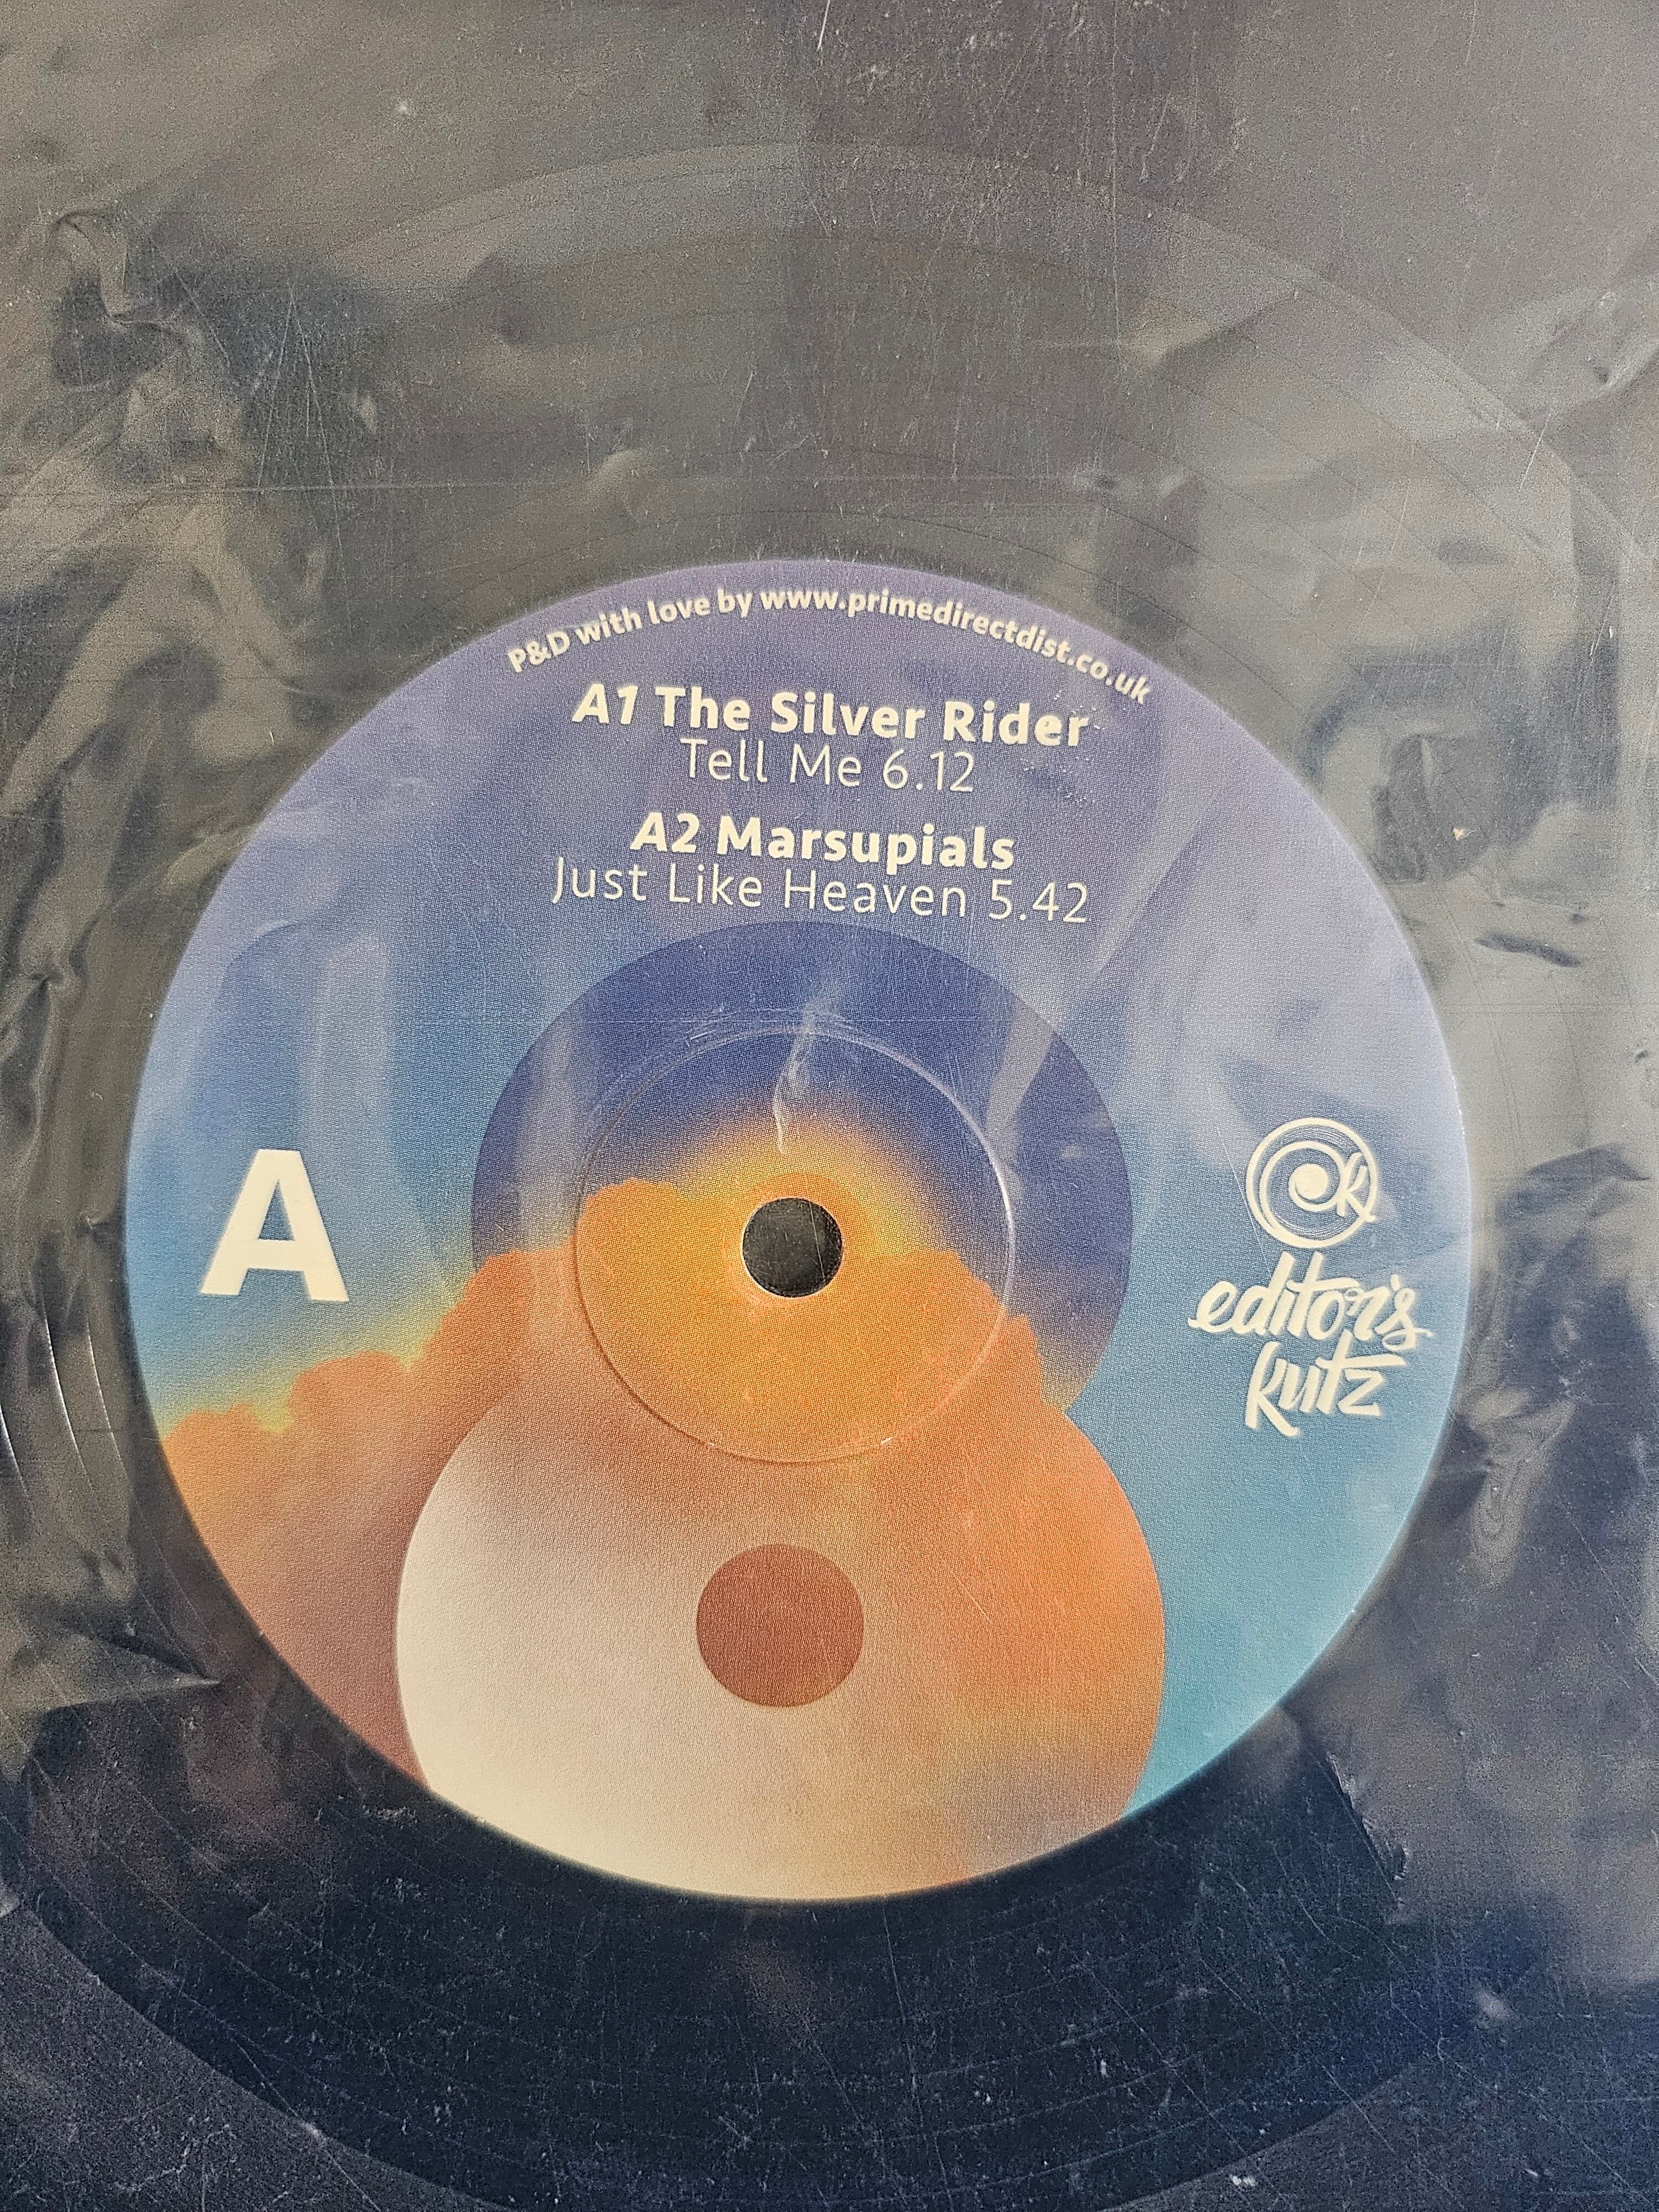 P&D with love by www.primedirectdist.co.uk
A1 The Silver Rider
Tell Me 6.12
A2 Marsupials
Just Like Heaven 5.42
A
ek
editor's
kutz